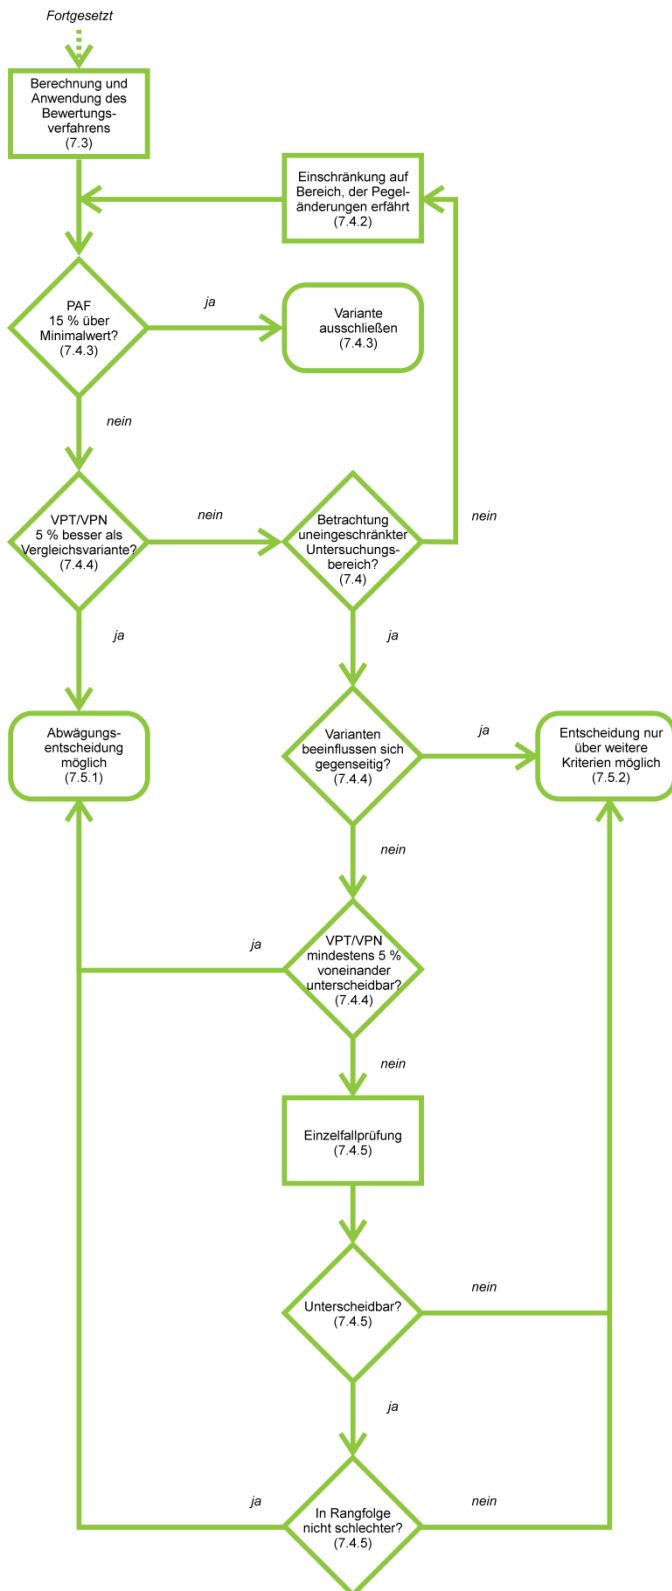 Fortgesetzt
Berechnung und
Anwendung des
Bewertungs-
verfahrens
(7.3)
Einschränkung auf
Bereich, der Pegel-
änderungen erfährt
(7.4.2)
PAF
15 % über
Minimalwert?
(7.4.3)
ja
Variante
ausschließen
(7.4.3)
nein
VPT/VPN
5 % besser als
Vergleichsvariante?
(7.4.4)
nein
Betrachtung
uneingeschränkter
Untersuchungs-
bereich?
(7.4)
nein
ja
ja
Abwägungs-
entscheidung
möglich
(7.5.1)
Varianten
beeinflussen sich
gegenseitig?
(7.4.4)
ja
Entscheidung nur
über weitere
Kriterien möglich
(7.5.2)
nein
ja
VPT/VPN
mindestens 5 %
voneinander
unterscheidbar?
(7.4.4)
nein
Einzelfallprüfung
(7.4.5)
Unterscheidbar?
(7.4.5)
nein
ja
ja
In Rangfolge
nicht schlechter?
(7.4.5)
nein